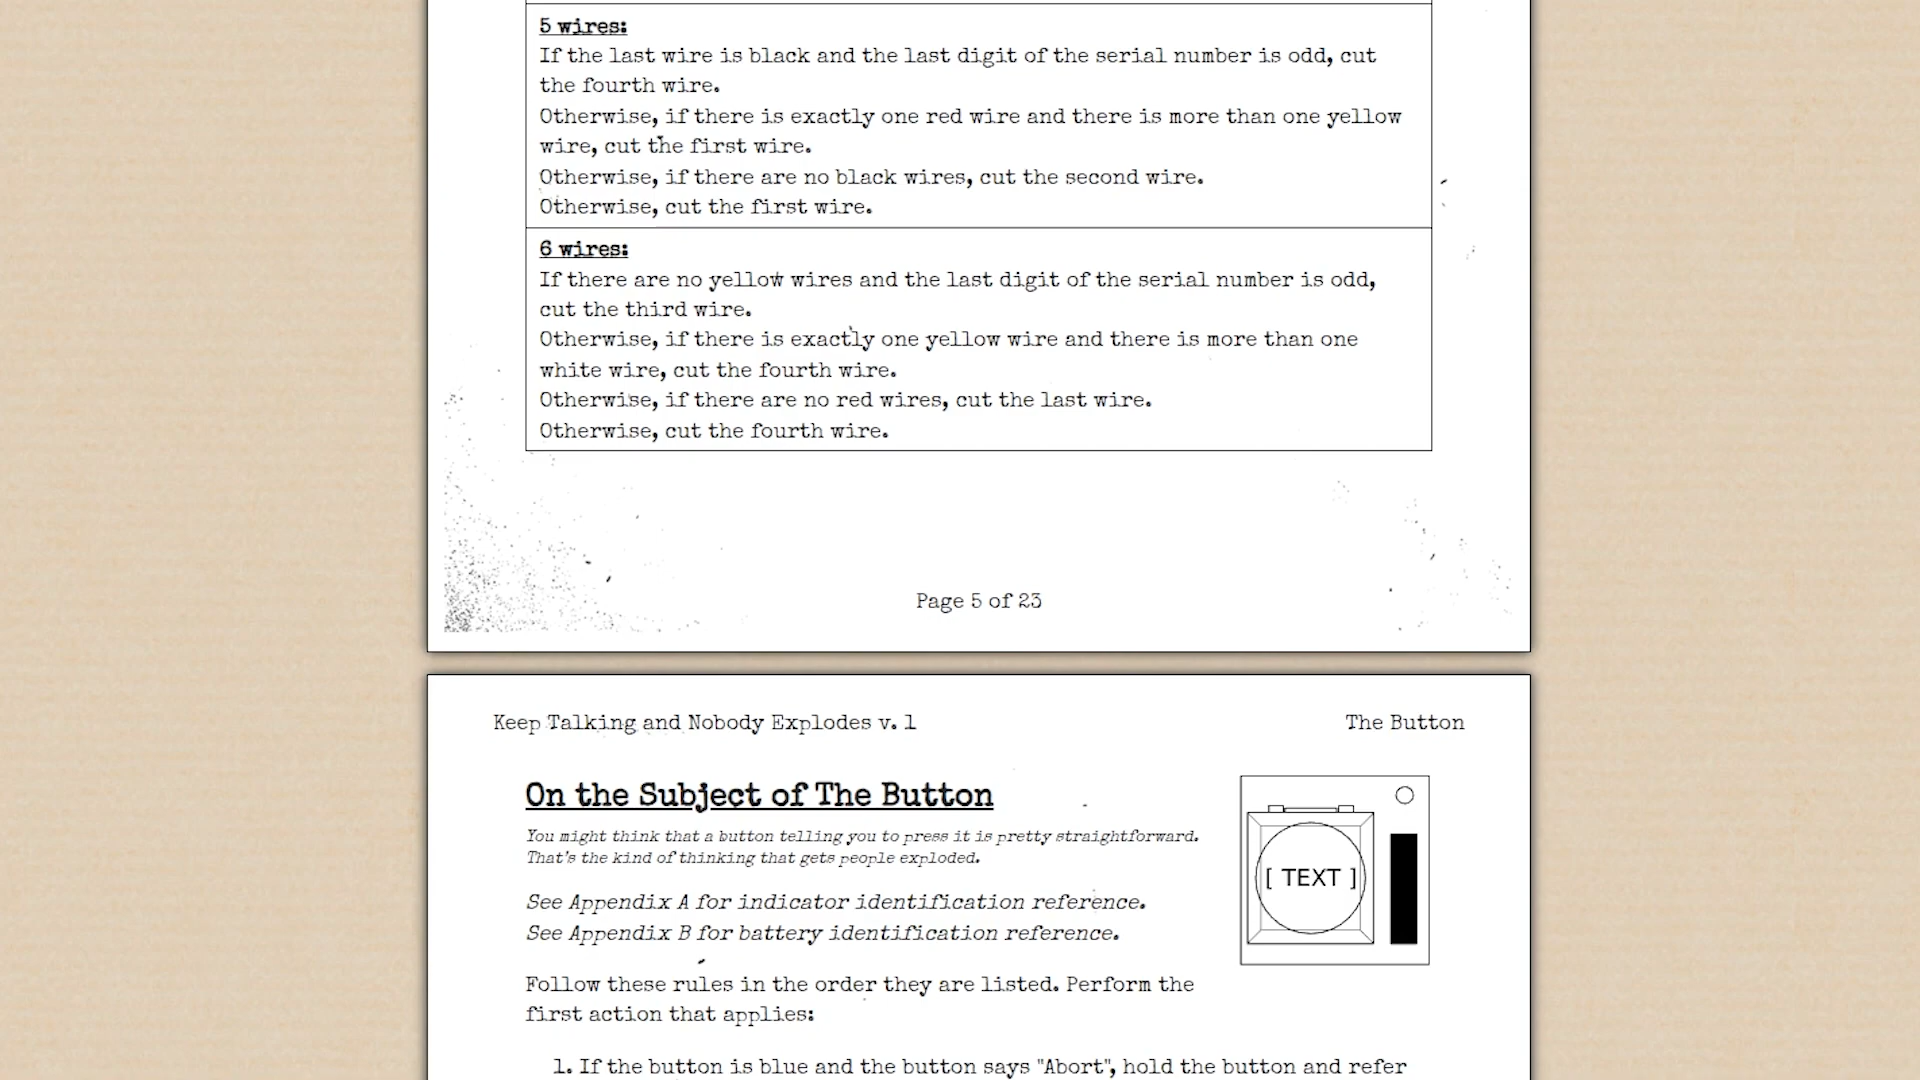 5 wires:
If the last wire is black and the last digit of the serial number is odd, cut
the fourth wire.
Otherwise, if there is exactly one red wire and there is more than one yellow
wire, cut the first wire.
Otherwise, if there are no black wires, cut the second wire.
Otherwise, cut the first wire.
6 wires:
If there are no yellow wires and the last digit of the serial number is odd,
cut the third wire.
Otherwise, if there is exactly one yellow wire and there is more than one
white wire, cut the fourth wire.
Otherwise, if there are no red wires, cut the last wire.
Otherwise, cut the fourth wire.
Page 5 of 23
Keep Talking and Nobody Explodes v. 1
The Button
On the Subject of The Button
You might think that a button telling you to press it is pretty straightforward.
That's the kind of thinking that gets people exploded.
See Appendix A for indicator identification reference.
See Appendix B for battery identification reference.
[ TEXT ]
Follow these rules in the order they are listed. Perform the
first action that applies:
1. If the button is blue and the button says "Abort", hold the button and refer